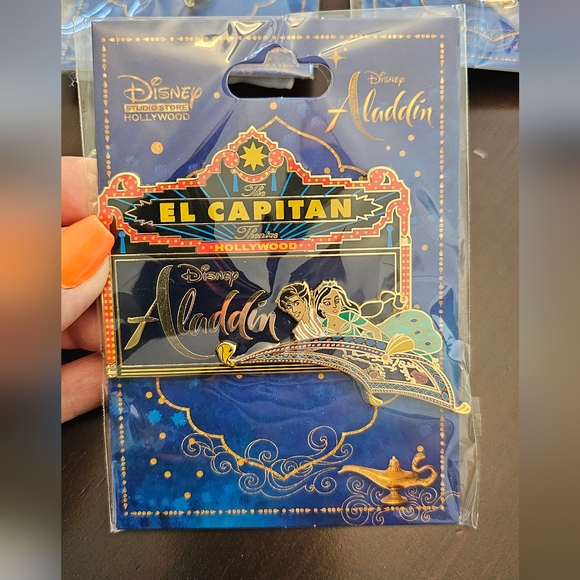 Disney
STUDIO STORE
HOLLYWOOD
Disney
Aladdin
The
EL CAPITAN
Theatre
HOLLYWOOD
Disney
Aladdin